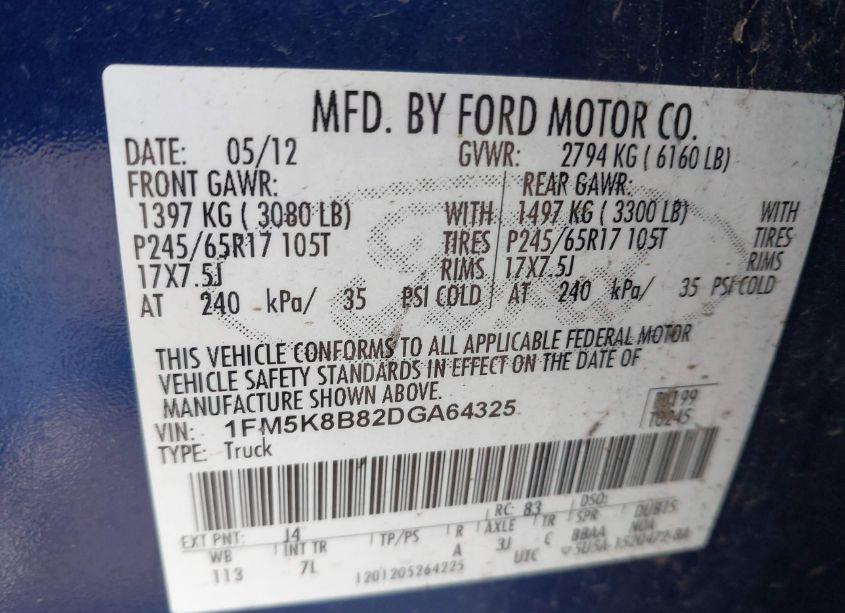 MFD. BY FORD MOTOR CO.
DATE: 05/12 GVWR: 2794 KG ( 6160 LB)
FRONT GAWR: REAR GAWR:
1397 KG ( 3080 LB) WITH 1497 KG ( 3300 LB) WITH
P245/65R17 105T TIRES P245/65R17 105T TIRES
17X7.5J RIMS 17X7.5J RIMS
AT 240 kPa/ 35 PSI COLD AT 240 kPa/ 35 PSI COLD
THIS VEHICLE CONFORMS TO ALL APPLICABLE FEDERAL MOTOR
VEHICLE SAFETY STANDARDS IN EFFECT ON THE DATE OF
MANUFACTURE SHOWN ABOVE.
VIN: 1FM5K8B82DGA64325
TYPE: Truck
T0245
RC: 83 DSO:
EXT PNT: J4
WB INT TR TP/PS R AXLE TR SPR
113 7L A 3J C BBAA
1201205264225 UTC